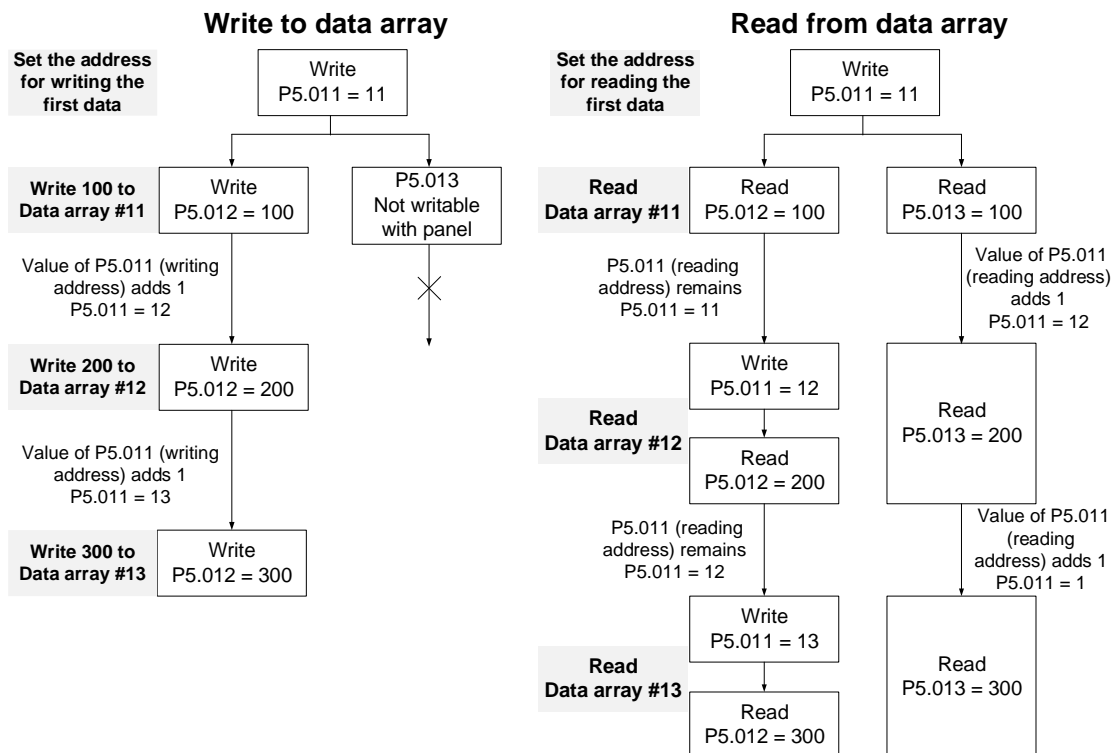 Write to data array
Set the address
for writing the
first data
Write
P5.011 = 11
Write 100 to
Data array #11
Write
P5.012 = 100
P5.013
Not writable
with panel
Value of P5.011 (writing
address) adds 1
P5.011 = 12
Write 200 to
Data array #12
Write
P5.012 = 200
Value of P5.011 (writing
address) adds 1
P5.011 = 13
Write 300 to
Data array #13
Write
P5.012 = 300
Read from data array
Set the address
for reading the
first data
Write
P5.011 = 11
Read
Data array #11
Read
P5.012 = 100
Read
P5.013 = 100
P5.011 (reading
address) remains
P5.011 = 11
Value of P5.011
(reading address)
adds 1
P5.011 = 12
Read
Data array #12
Write
P5.011 = 12
Read
P5.012 = 200
Read
P5.013 = 200
P5.011 (reading
address) remains
P5.011 = 12
Value of P5.011
(reading
address) adds 1
P5.011 = 1
Read
Data array #13
Write
P5.011 = 13
Read
P5.012 = 300
Read
P5.013 = 300